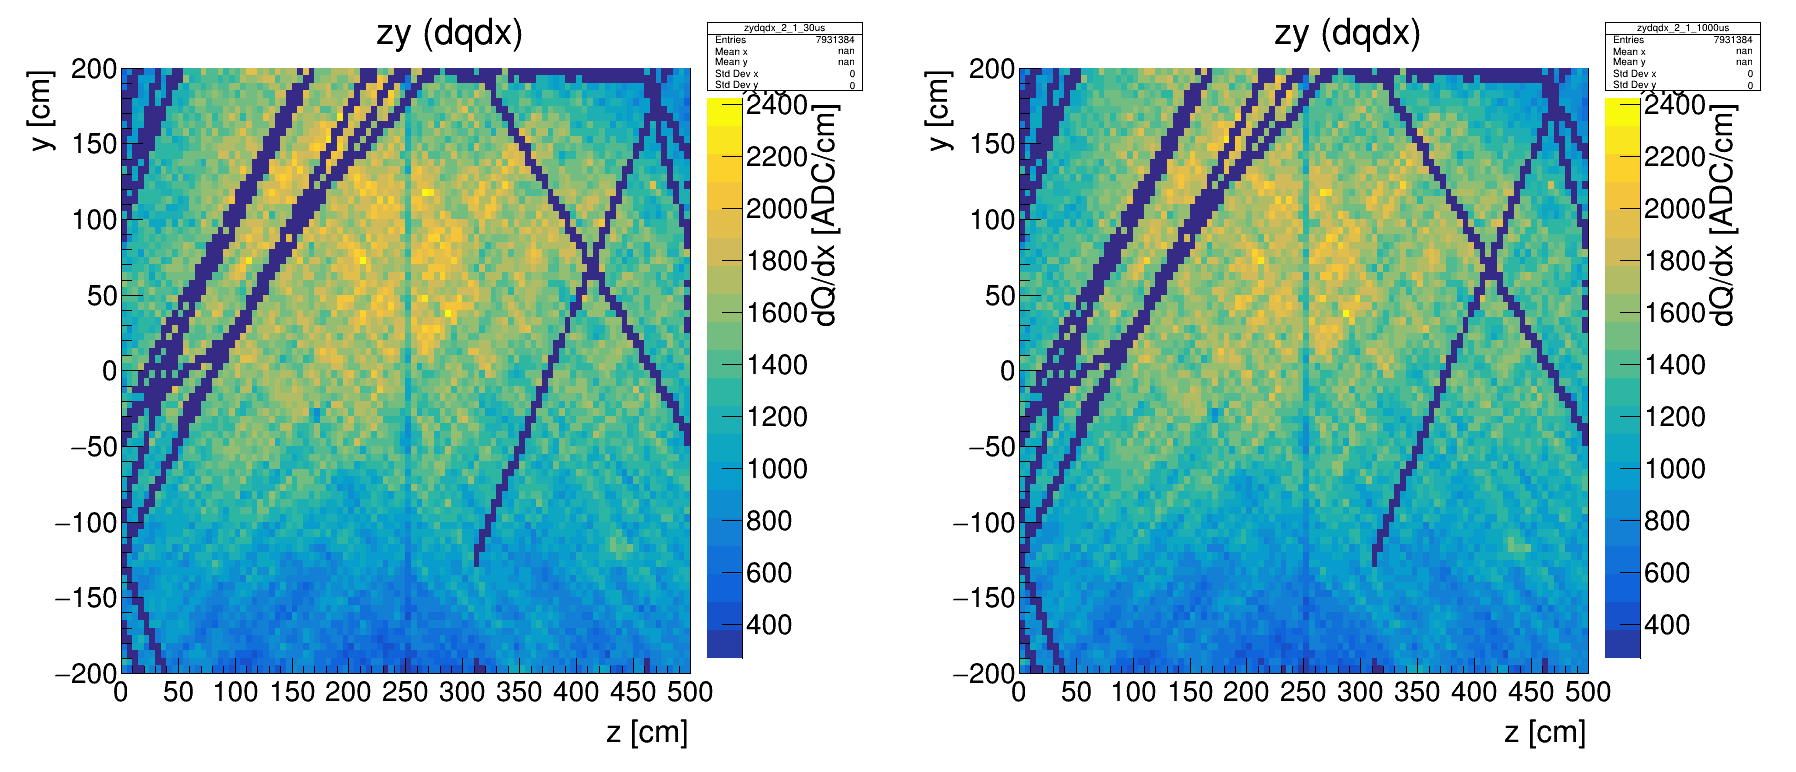 zy (dqdx)
zydqdx_2_1_30us
Entries 7931384
Mean x nan
Mean y nan
Std Dev x 0
Std Dev y 0
y [cm]
200
150
100
50
0
−50
−100
−150
−200
0 50 100 150 200 250 300 350 400 450 500
z [cm]
2400
2200
2000
1800
1600
1400
1200
1000
800
600
400
dQ/dx [ADC/cm]
zy (dqdx)
zydqdx_2_1_1000us
Entries 7931384
Mean x nan
Mean y nan
Std Dev x 0
Std Dev y 0
y [cm]
200
150
100
50
0
−50
−100
−150
−200
0 50 100 150 200 250 300 350 400 450 500
z [cm]
2400
2200
2000
1800
1600
1400
1200
1000
800
600
400
dQ/dx [ADC/cm]